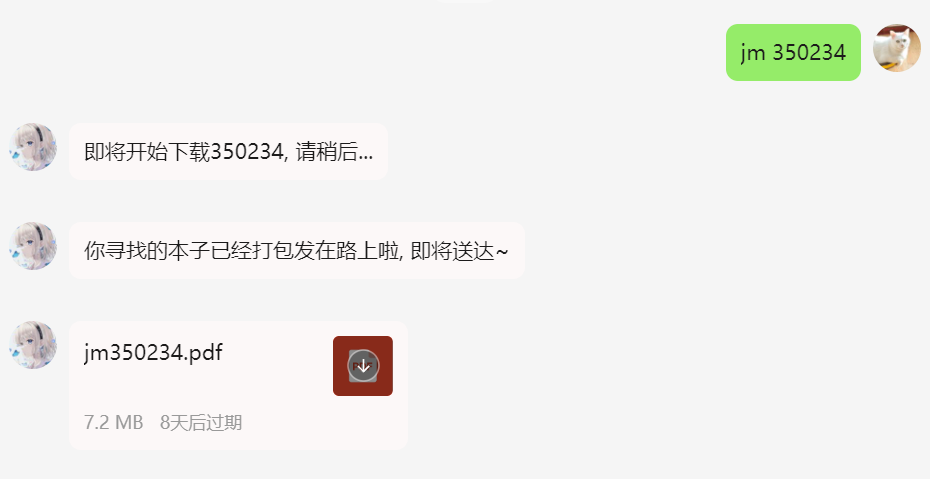 jm 350234
即将开始下载350234, 请稍后...
你寻找的本子已经打包发在路上啦, 即将送达~
jm350234.pdf
7.2 MB 8天后过期